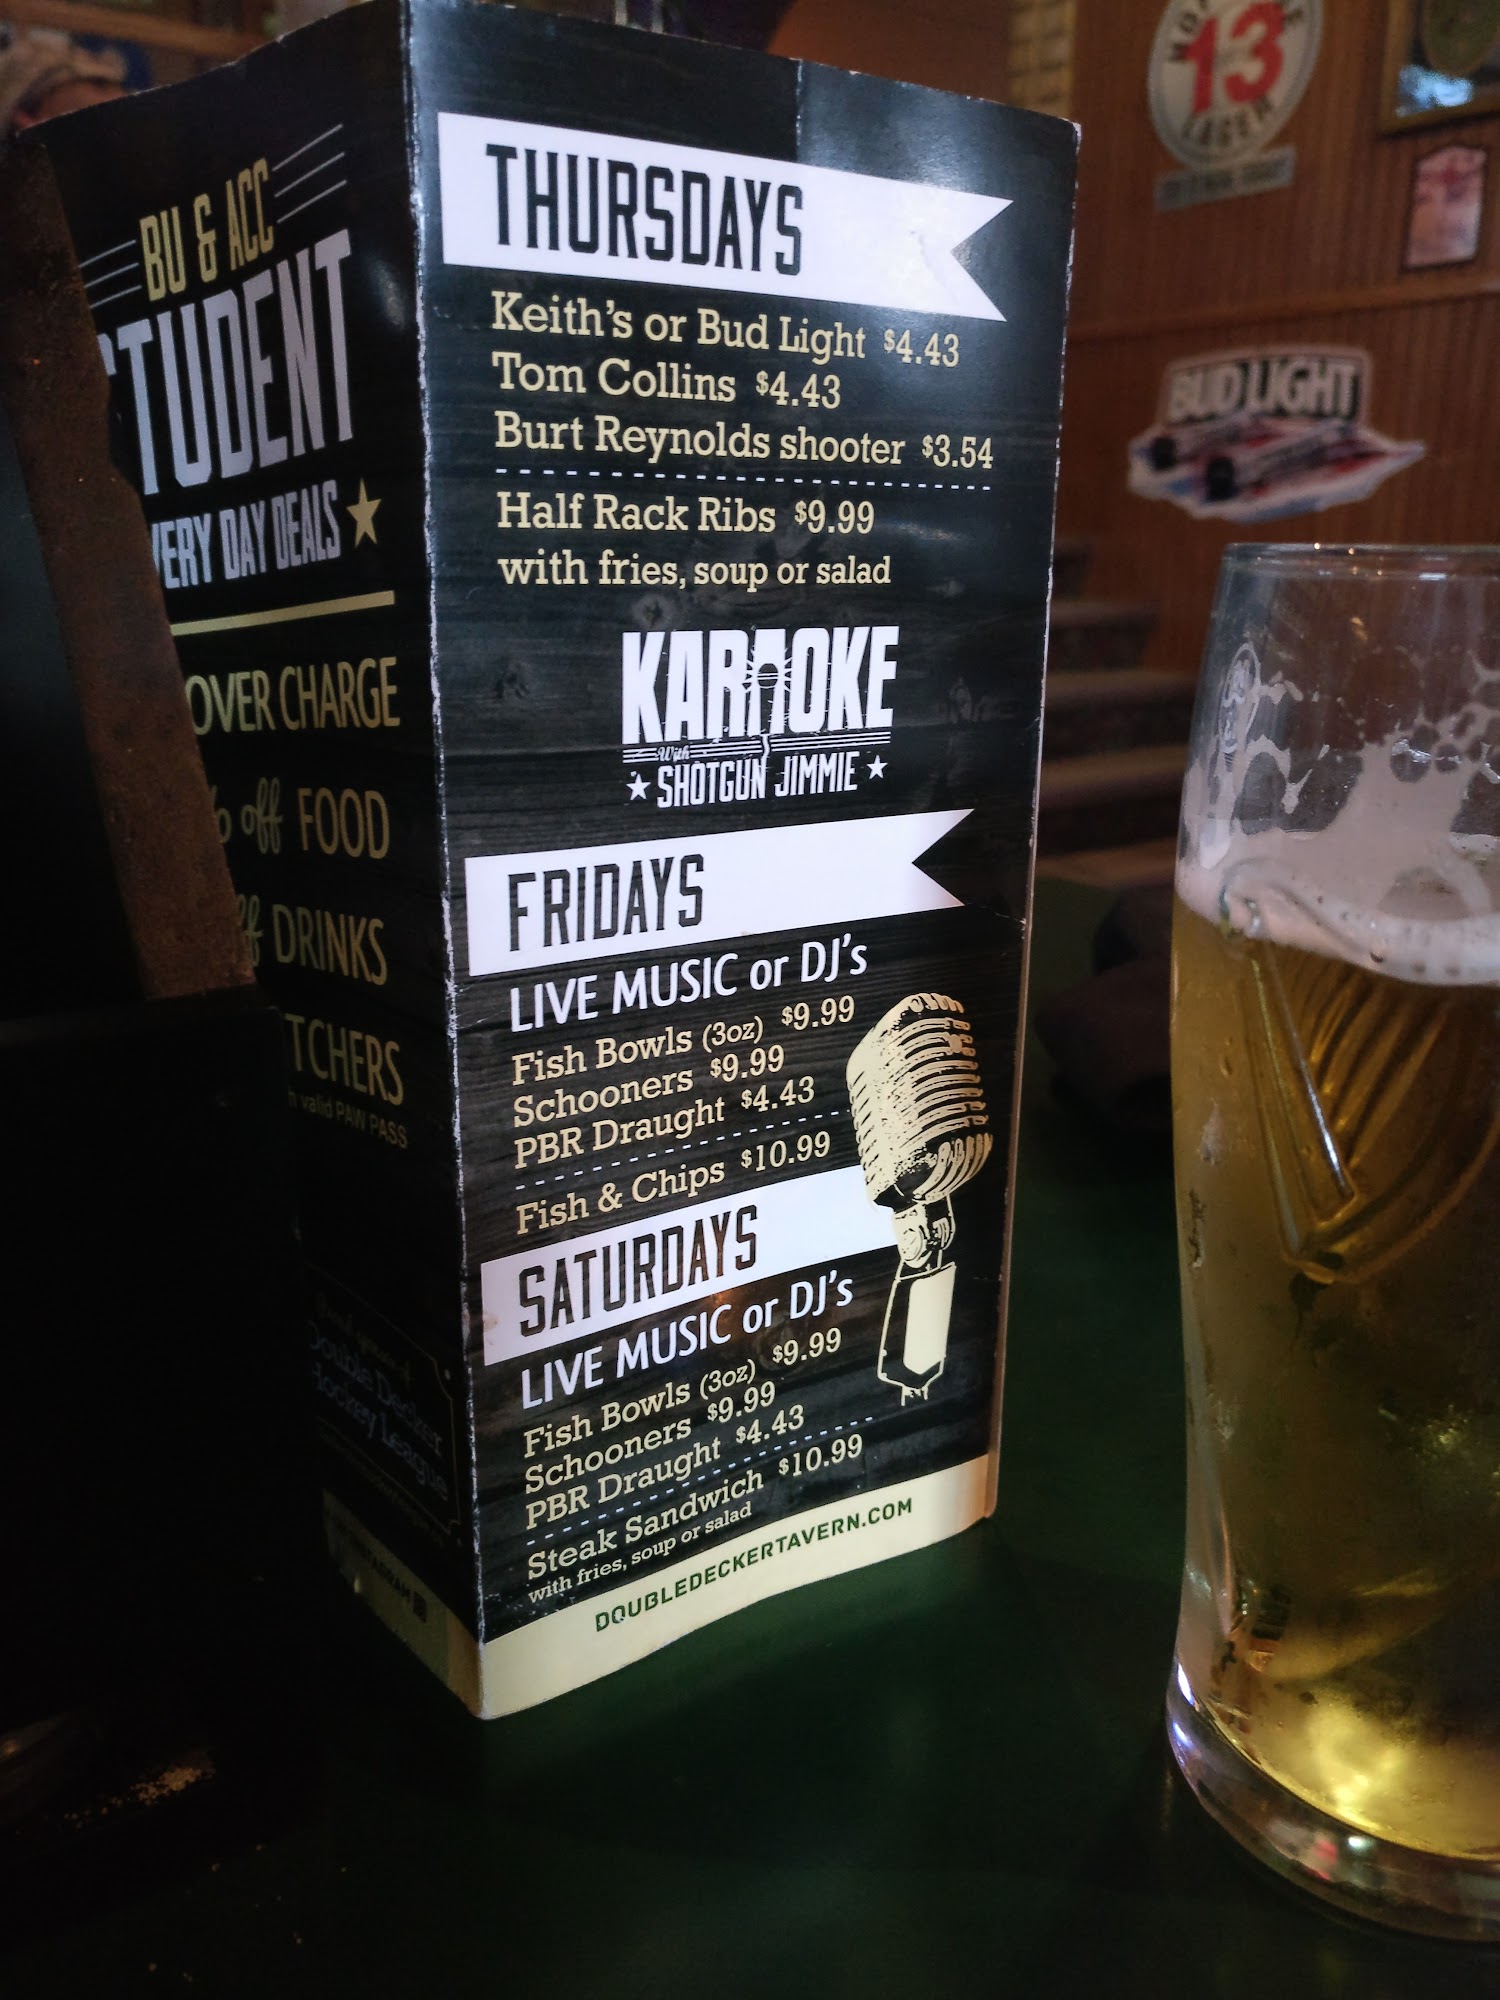 BU & ACC
STUDENT
EVERY DAY DEALS
OVER CHARGE
% off FOOD
off DRINKS
TCHERS
valid PAW PASS
Double Decker
Hockey League
THURSDAYS
Keith's or Bud Light $4.43
Tom Collins $4.43
Burt Reynolds shooter $3.54
Half Rack Ribs $9.99
with fries, soup or salad
KARAOKE
With
SHOTGUN JIMMIE
FRIDAYS
LIVE MUSIC or DJ's
Fish Bowls (3oz) $9.99
Schooners $9.99
PBR Draught $4.43
Fish & Chips $10.99
SATURDAYS
LIVE MUSIC or DJ's
Fish Bowls (3oz) $9.99
Schooners $9.99
PBR Draught $4.43
Steak Sandwich $10.99
with fries, soup or salad
DOUBLEDECKERTAVERN.COM
13
LAGER
BUD LIGHT